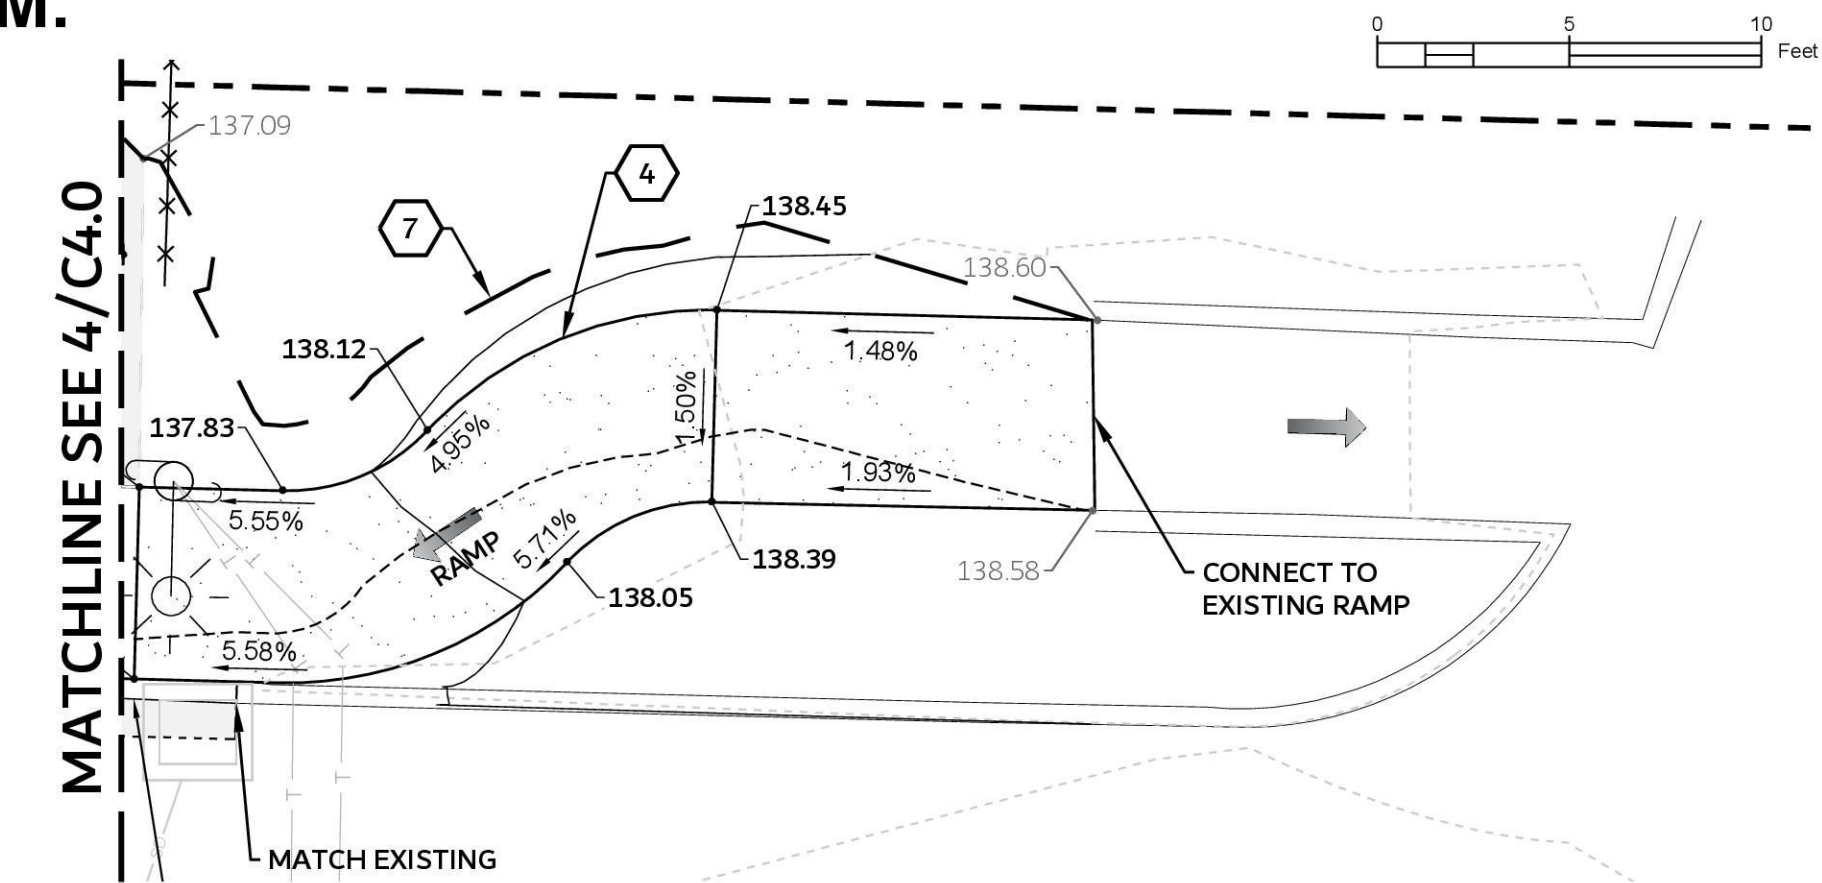 M.
0 5 10
Feet
137.09
4
138.45
7
138.60
138.12
1.48%
1.50%
137.83
4.95%
1.93%
5.55%
5.71%
RAMP
138.39
138.58
CONNECT TO
EXISTING RAMP
138.05
5.58%
MATCHLINE SEE 4/C4.0
T T
T T
T T
MATCH EXISTING